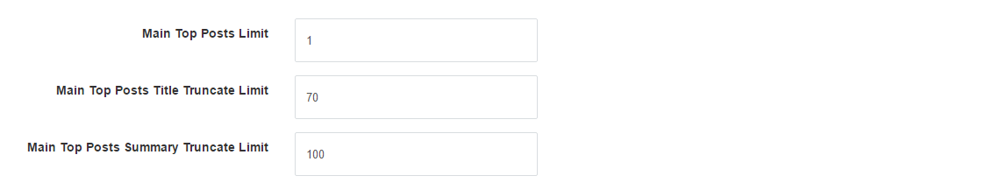 Main Top Posts Limit
1
Main Top Posts Title Truncate Limit
70
Main Top Posts Summary Truncate Limit
100